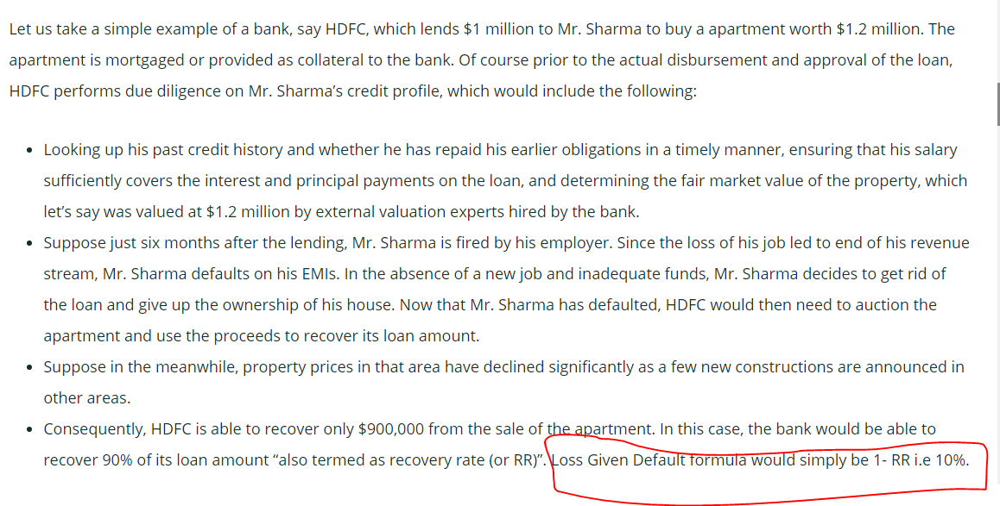 Let us take a simple example of a bank, say HDFC, which lends $1 million to Mr. Sharma to buy a apartment worth $1.2 million. The
apartment is mortgaged or provided as collateral to the bank. Of course prior to the actual disbursement and approval of the loan,
HDFC performs due diligence on Mr. Sharma’s credit profile, which would include the following:
• Looking up his past credit history and whether he has repaid his earlier obligations in a timely manner, ensuring that his salary
sufficiently covers the interest and principal payments on the loan, and determining the fair market value of the property, which
let’s say was valued at $1.2 million by external valuation experts hired by the bank.
• Suppose just six months after the lending, Mr. Sharma is fired by his employer. Since the loss of his job led to end of his revenue
stream, Mr. Sharma defaults on his EMIs. In the absence of a new job and inadequate funds, Mr. Sharma decides to get rid of
the loan and give up the ownership of his house. Now that Mr. Sharma has defaulted, HDFC would then need to auction the
apartment and use the proceeds to recover its loan amount.
• Suppose in the meanwhile, property prices in that area have declined significantly as a few new constructions are announced in
other areas.
• Consequently, HDFC is able to recover only $900,000 from the sale of the apartment. In this case, the bank would be able to
recover 90% of its loan amount “also termed as recovery rate (or RR)”. Loss Given Default formula would simply be 1- RR i.e 10%.